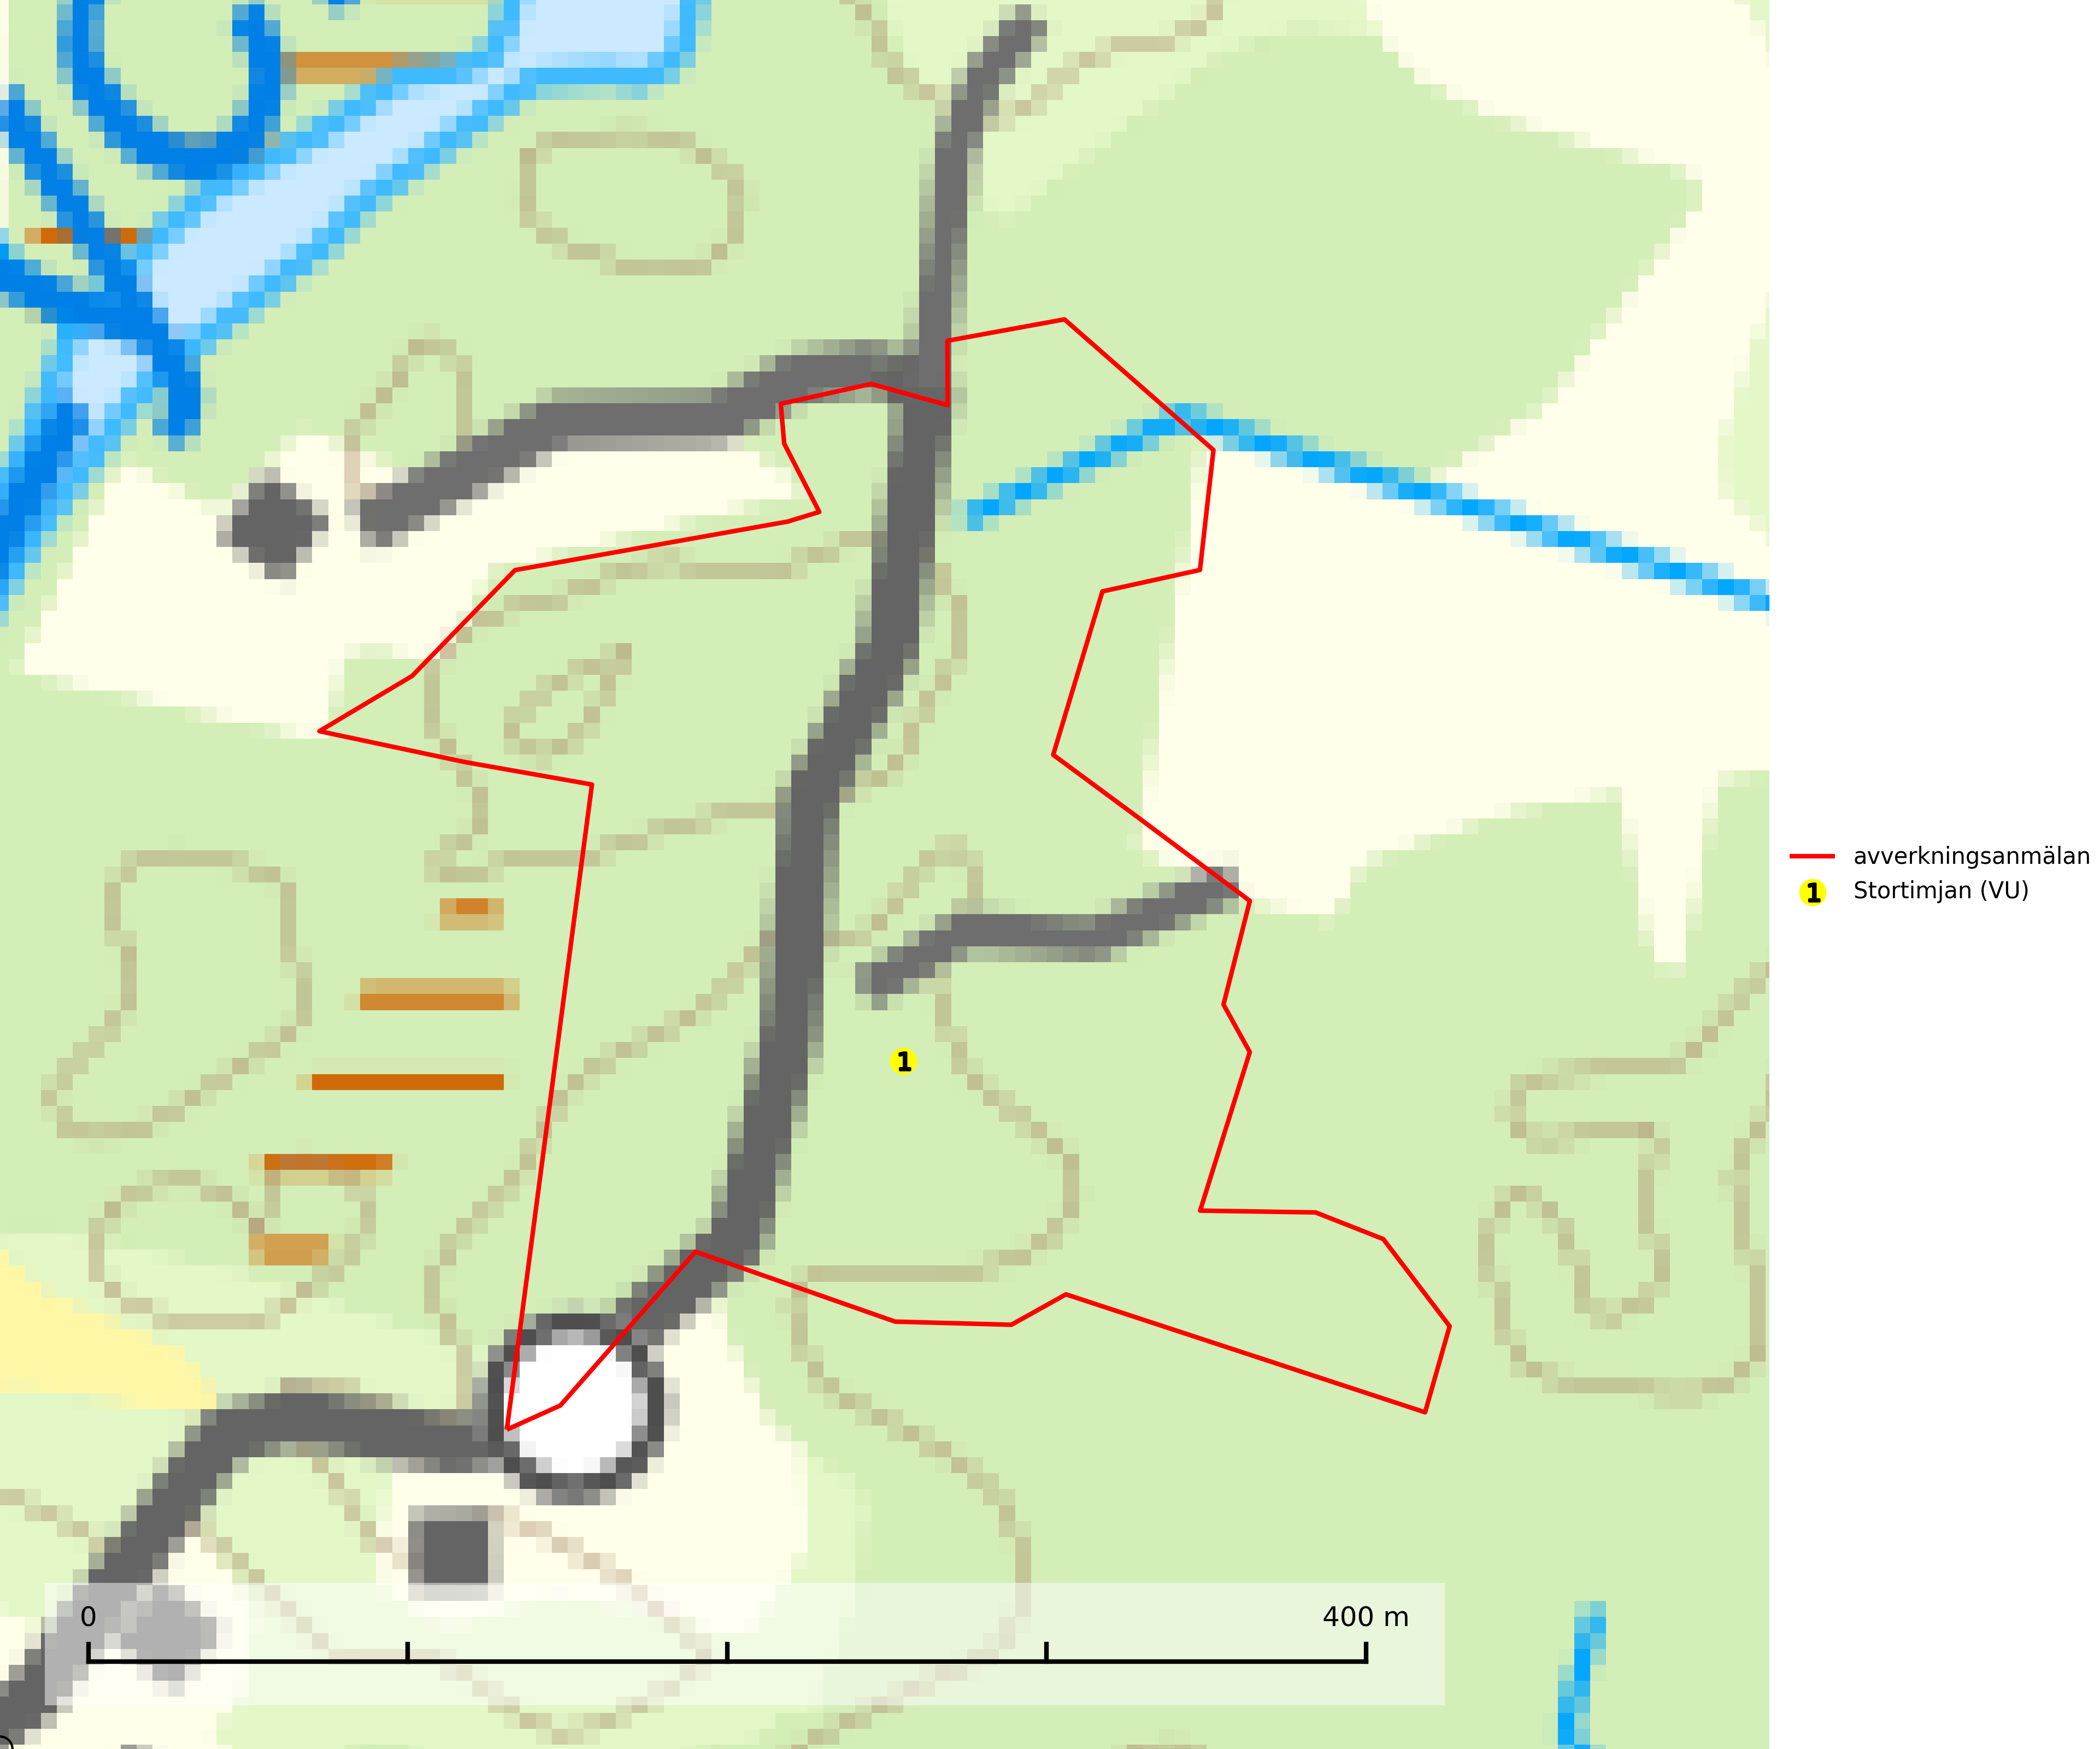 avverkningsanmälan
1 Stortimjan (VU)
1
0 400 m